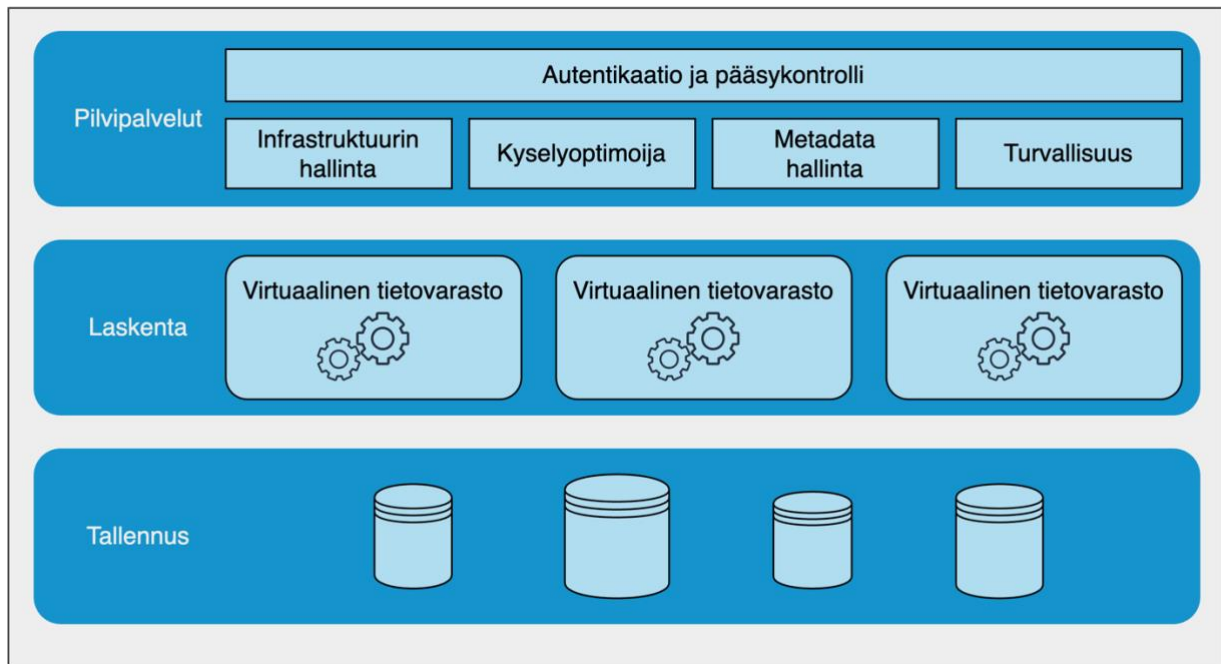 Autentikaatio ja pääsykontrolli
Pilvipalvelut
Infrastruktuurin
hallinta
Kyselyoptimoija
Metadata
hallinta
Turvallisuus
Laskenta
Virtuaalinen tietovarasto
Virtuaalinen tietovarasto
Virtuaalinen tietovarasto
Tallennus